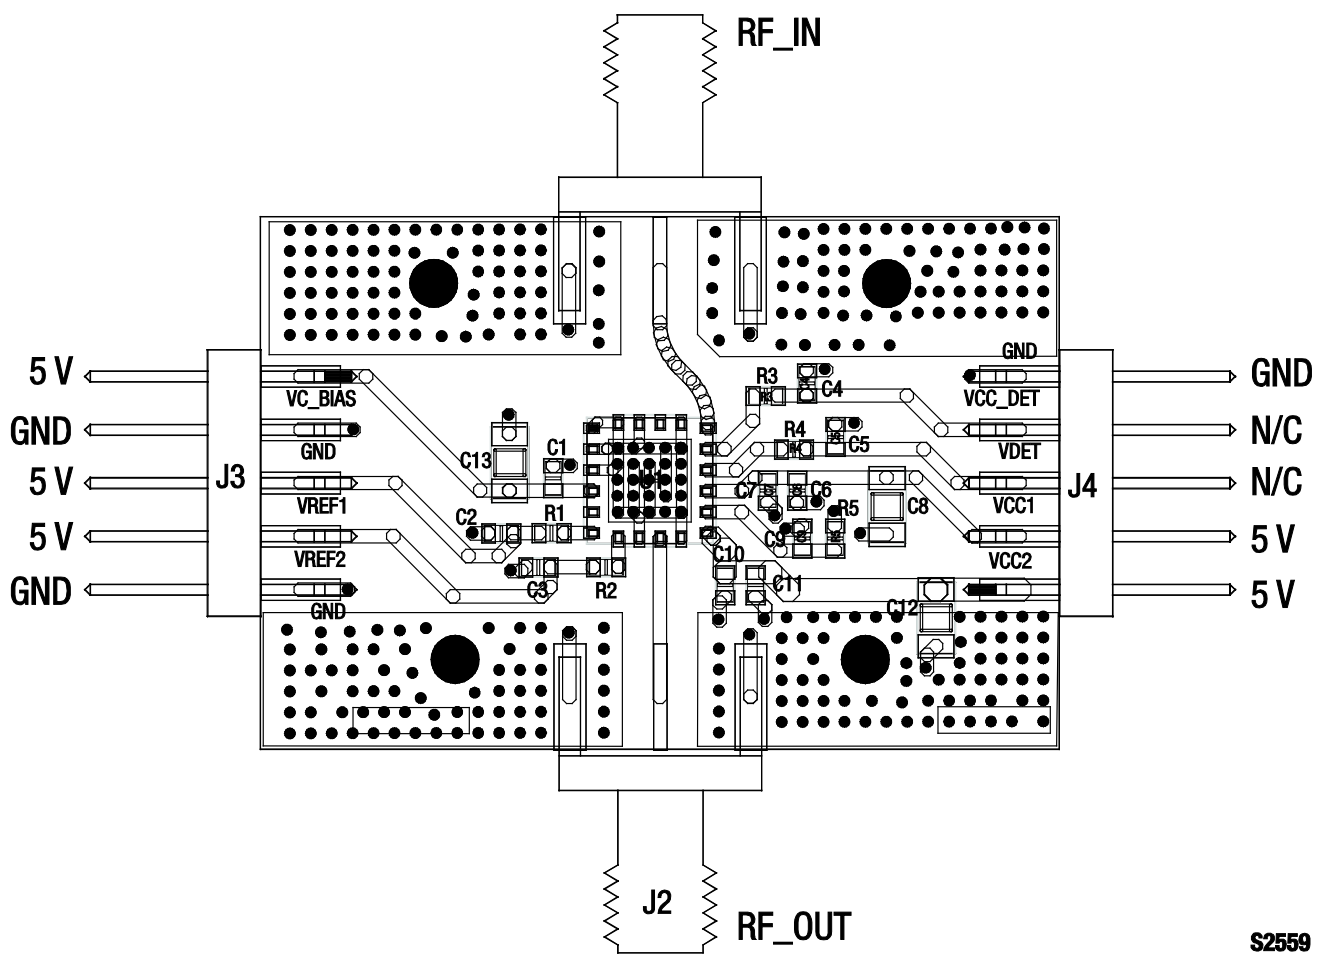 RF_IN
5 V
GND
5 V
5 V
GND
J3
VC_BIAS
GND
VREF1
VREF2
GND
C13
C1
C2
R1
C3
R2
R3
C4
R4
C5
C7
C6
R5
C8
C9
C10
C11
C12
GND
VCC_DET
VDET
VCC1
VCC2
J4
GND
N/C
N/C
5 V
5 V
J2
RF_OUT
S2559